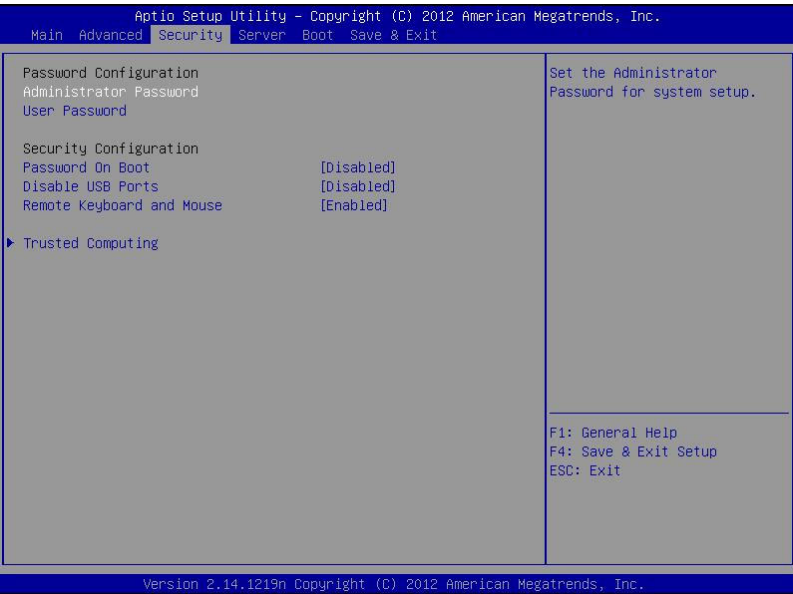 Aptio Setup Utility – Copyright (C) 2012 American Megatrends, Inc.
Main Advanced Security Server Boot Save & Exit
Password Configuration
Administrator Password
User Password
Security Configuration
Password On Boot [Disabled]
Disable USB Ports [Disabled]
Remote Keyboard and Mouse [Enabled]
Trusted Computing
Set the Administrator
Password for system setup.
F1: General Help
F4: Save & Exit Setup
ESC: Exit
Version 2.14.1219n Copyright (C) 2012 American Megatrends, Inc.